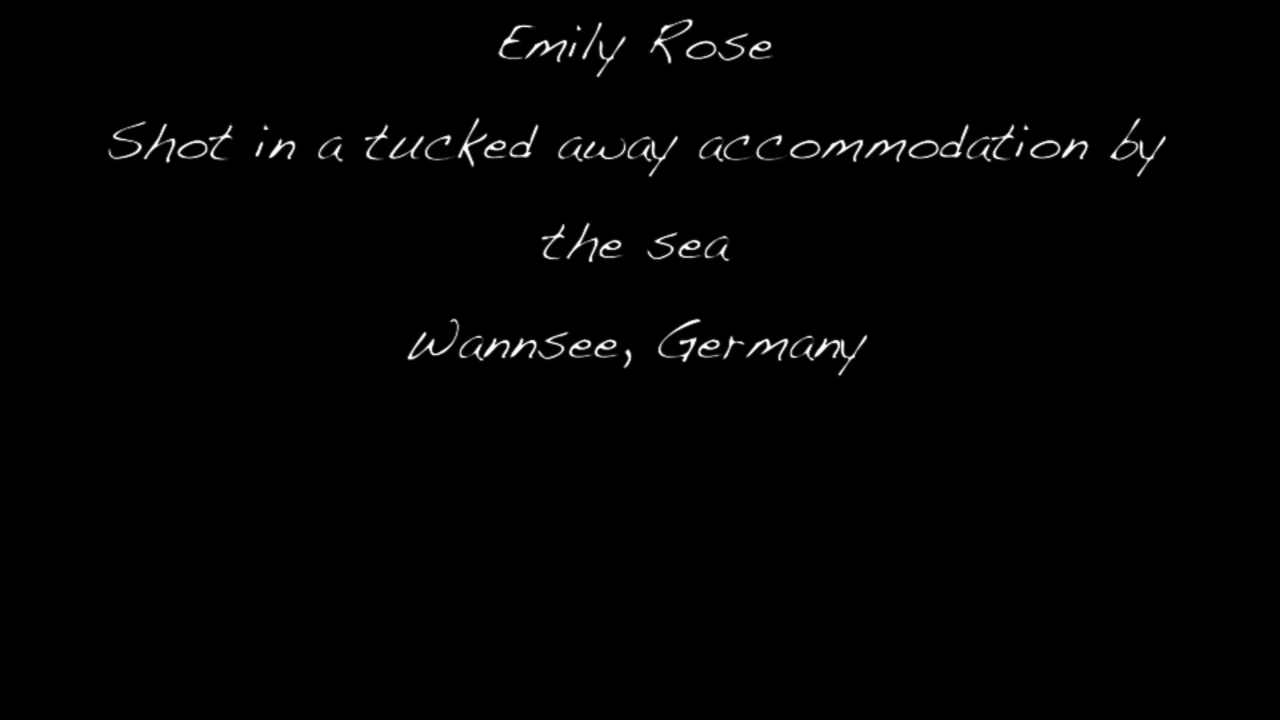 Emily Rose
Shot in a tucked away accommodation by
the sea
Wannsee, Germany